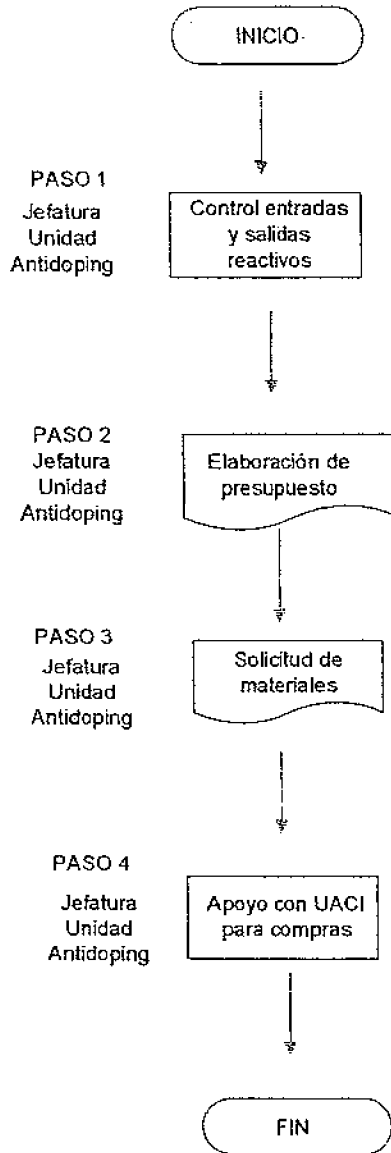 INICIO
PASO 1
Jefatura
Unidad
Antidoping
Control entradas
y salidas
reactivos
PASO 2
Jefatura
Unidad
Antidoping
Elaboración de
presupuesto
PASO 3
Jefatura
Unidad
Antidoping
Solicitud de
materiales
PASO 4
Jefatura
Unidad
Antidoping
Apoyo con UACI
para compras
FIN